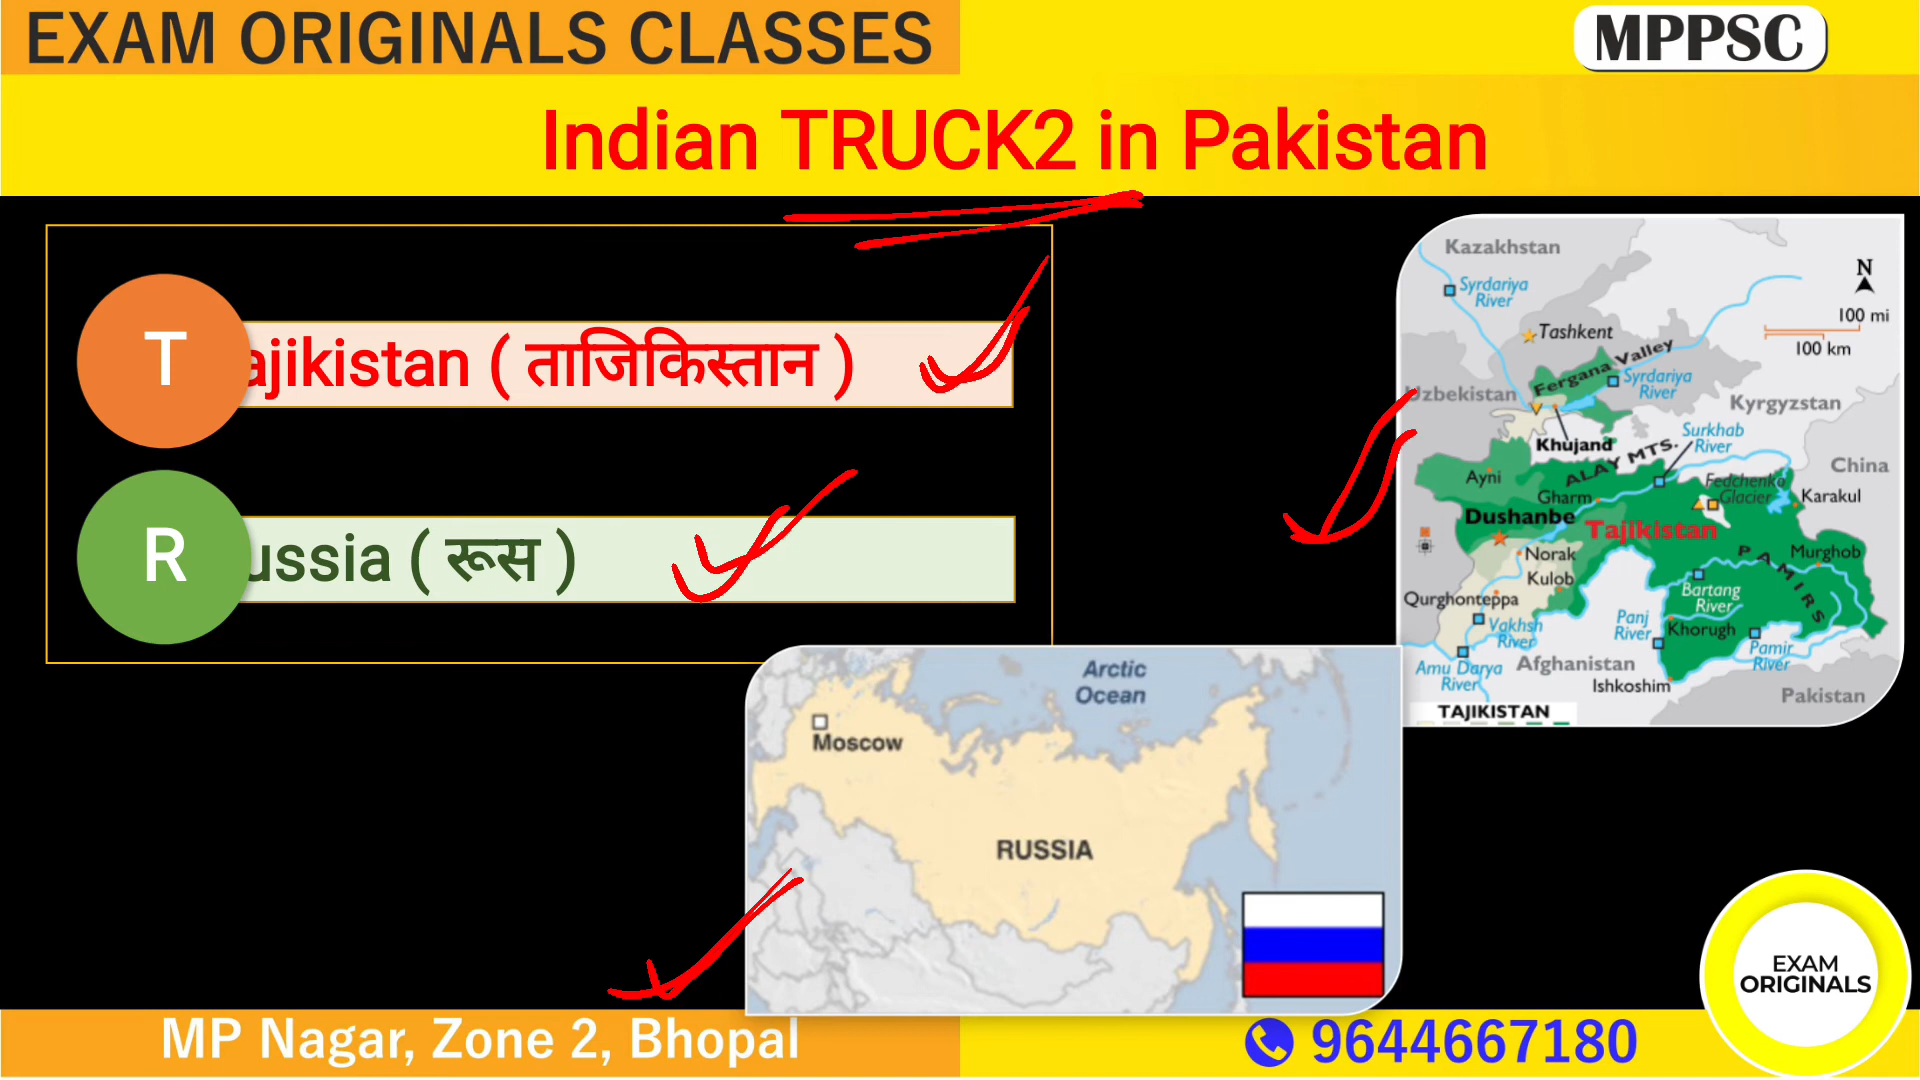 EXAM ORIGINALS CLASSES
MPPSC
Indian TRUCK2 in Pakistan
Tajikistan ( ताजिकिस्तान )
Russia ( रूस )
Kazakhstan
Syrdariya
River
N
100 mi
100 km
Tashkent
Fergana Valley
Syrdariya
River
Uzbekistan
Kyrgyzstan
Khujand
Surkhab
River
ALAY MTS.
China
Ayni
Gharm
Fedchenko
Glacier
Karakul
Dushanbe
Tajikistan
Norak
PAMIRS
Murghob
Kulob
Bartang
River
Qurghonteppa
Vakhsh
River
Panj
River
Khorugh
Pamir
River
Amu Darya
River
Afghanistan
Ishkoshim
Pakistan
TAJIKISTAN
Arctic
Ocean
Moscow
RUSSIA
EXAM
ORIGINALS
MP Nagar, Zone 2, Bhopal
9644667180